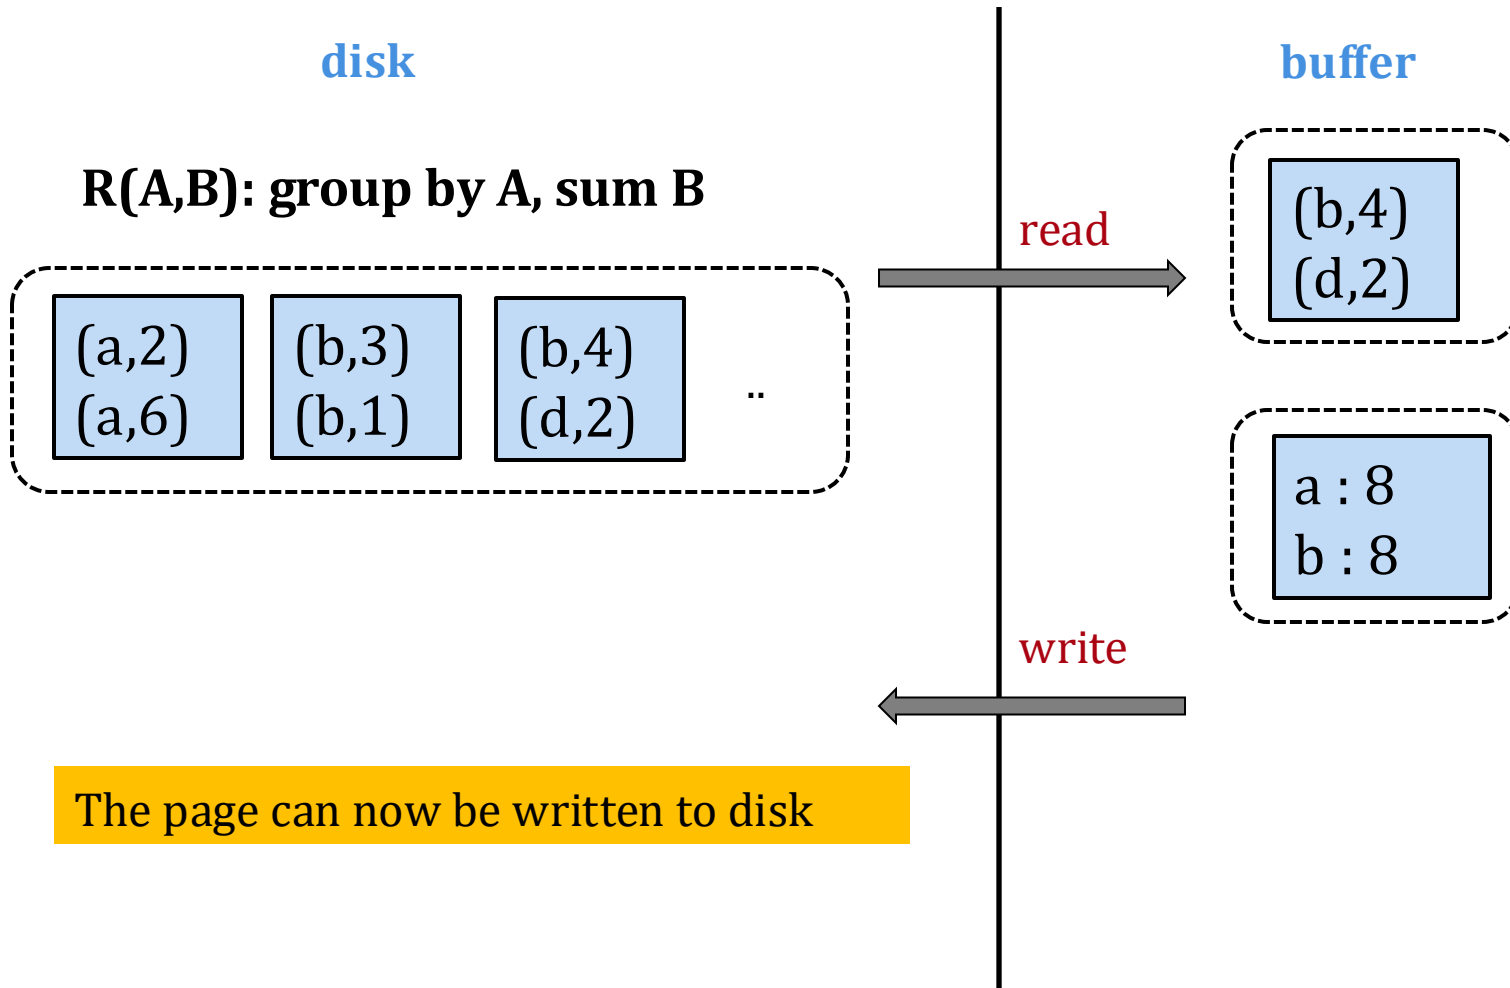 disk
buffer
R(A,B): group by A, sum B
read
(a,2)
(a,6)
(b,3)
(b,1)
(b,4)
(d,2)
..
(b,4)
(d,2)
a : 8
b : 8
write
The page can now be written to disk